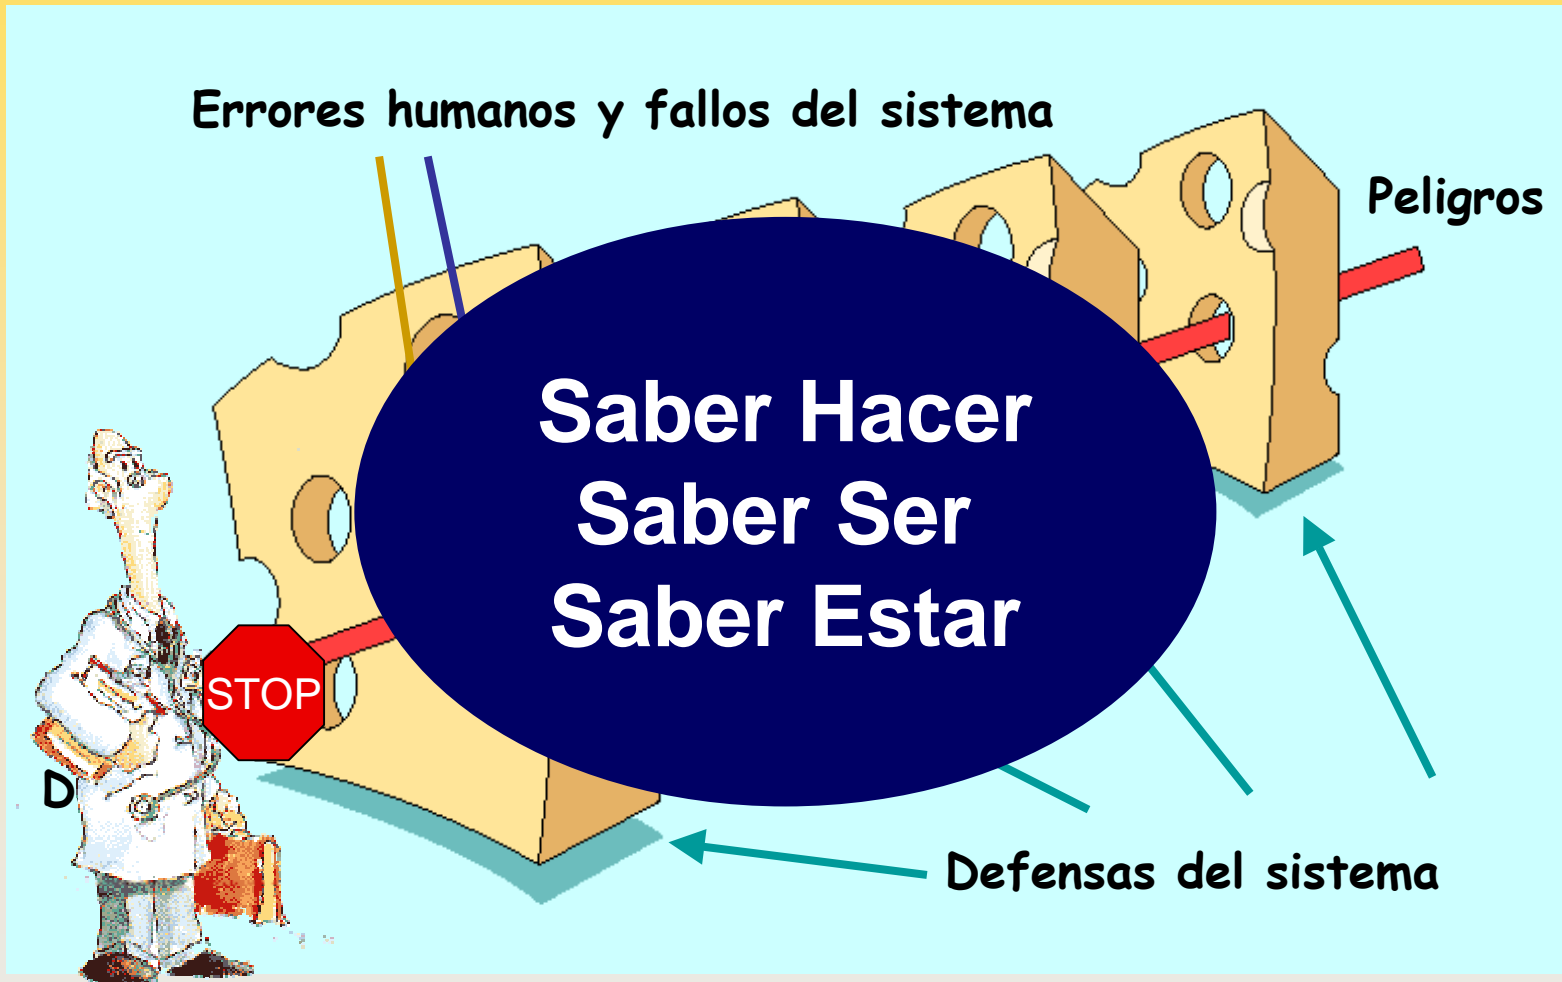 Errores humanos y fallos del sistema
Peligros
Saber Hacer
Saber Ser
Saber Estar
STOP
D
Defensas del sistema